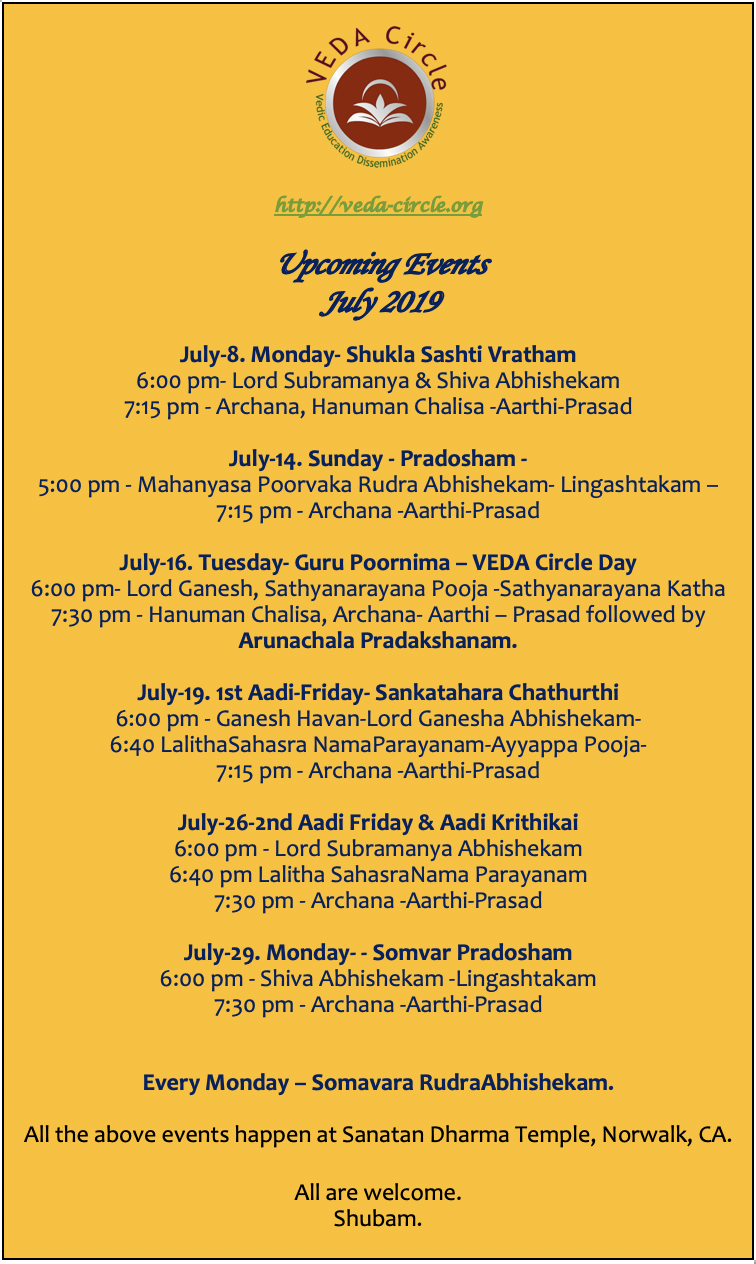 VEDA Circle
Vedic Education Dissemination Awareness
http://veda-circle.org
Upcoming Events
July 2019
July-8. Monday- Shukla Sashti Vratham
6:00 pm- Lord Subramanya & Shiva Abhishekam
7:15 pm - Archana, Hanuman Chalisa -Aarthi-Prasad
July-14. Sunday - Pradosham -
5:00 pm - Mahanyasa Poorvaka Rudra Abhishekam- Lingashtakam –
7:15 pm - Archana -Aarthi-Prasad
July-16. Tuesday- Guru Poornima – VEDA Circle Day
6:00 pm- Lord Ganesh, Sathyanarayana Pooja -Sathyanarayana Katha
7:30 pm - Hanuman Chalisa, Archana- Aarthi – Prasad followed by
Arunachala Pradakshanam.
July-19. 1st Aadi-Friday- Sankatahara Chathurthi
6:00 pm - Ganesh Havan-Lord Ganesha Abhishekam-
6:40 LalithaSahasra NamaParayanam-Ayyappa Pooja-
7:15 pm - Archana -Aarthi-Prasad
July-26-2nd Aadi Friday & Aadi Krithikai
6:00 pm - Lord Subramanya Abhishekam
6:40 pm Lalitha SahasraNama Parayanam
7:30 pm - Archana -Aarthi-Prasad
July-29. Monday- - Somvar Pradosham
6:00 pm - Shiva Abhishekam -Lingashtakam
7:30 pm - Archana -Aarthi-Prasad
Every Monday – Somavara RudraAbhishekam.
All the above events happen at Sanatan Dharma Temple, Norwalk, CA.
All are welcome.
Shubam.